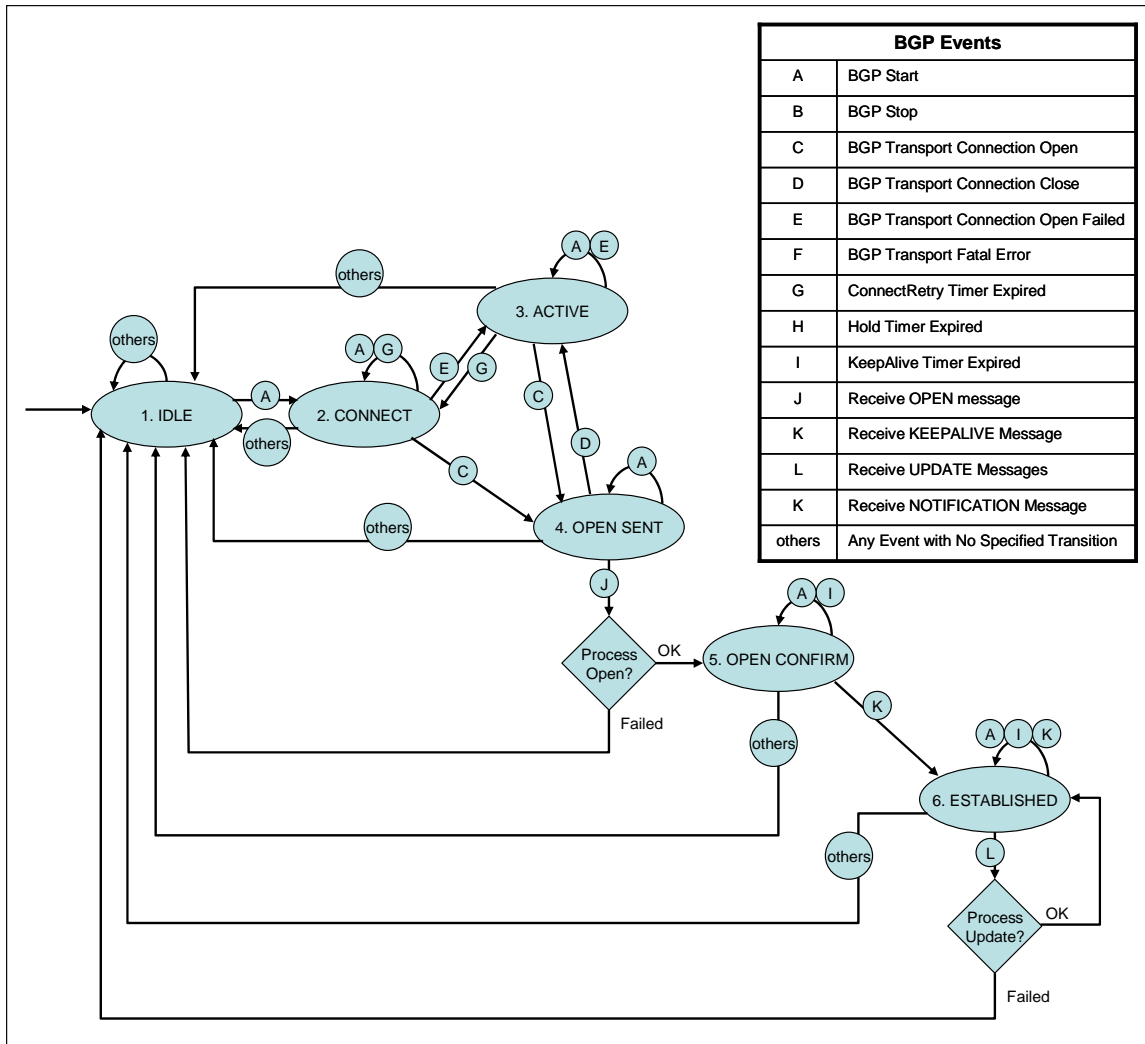 BGP Events
A BGP Start
B BGP Stop
C BGP Transport Connection Open
D BGP Transport Connection Close
E BGP Transport Connection Open Failed
F BGP Transport Fatal Error
G ConnectRetry Timer Expired
H Hold Timer Expired
I KeepAlive Timer Expired
J Receive OPEN message
K Receive KEEPALIVE Message
L Receive UPDATE Messages
K Receive NOTIFICATION Message
others Any Event with No Specified Transition
A E
others
3. ACTIVE
others
A G
E
G
A
C
1. IDLE
2. CONNECT
others
D
C
A
others
4. OPEN SENT
J
A I
Process
Open?
OK
5. OPEN CONFIRM
Failed
K
others
A I K
6. ESTABLISHED
others
L
Process
Update?
OK
Failed